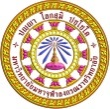 ปญฺญา โลกสฺมิ ปชฺโชโต
มหาวิทยาลัยมหาจุฬาลงกรณราชวิทยาลัย